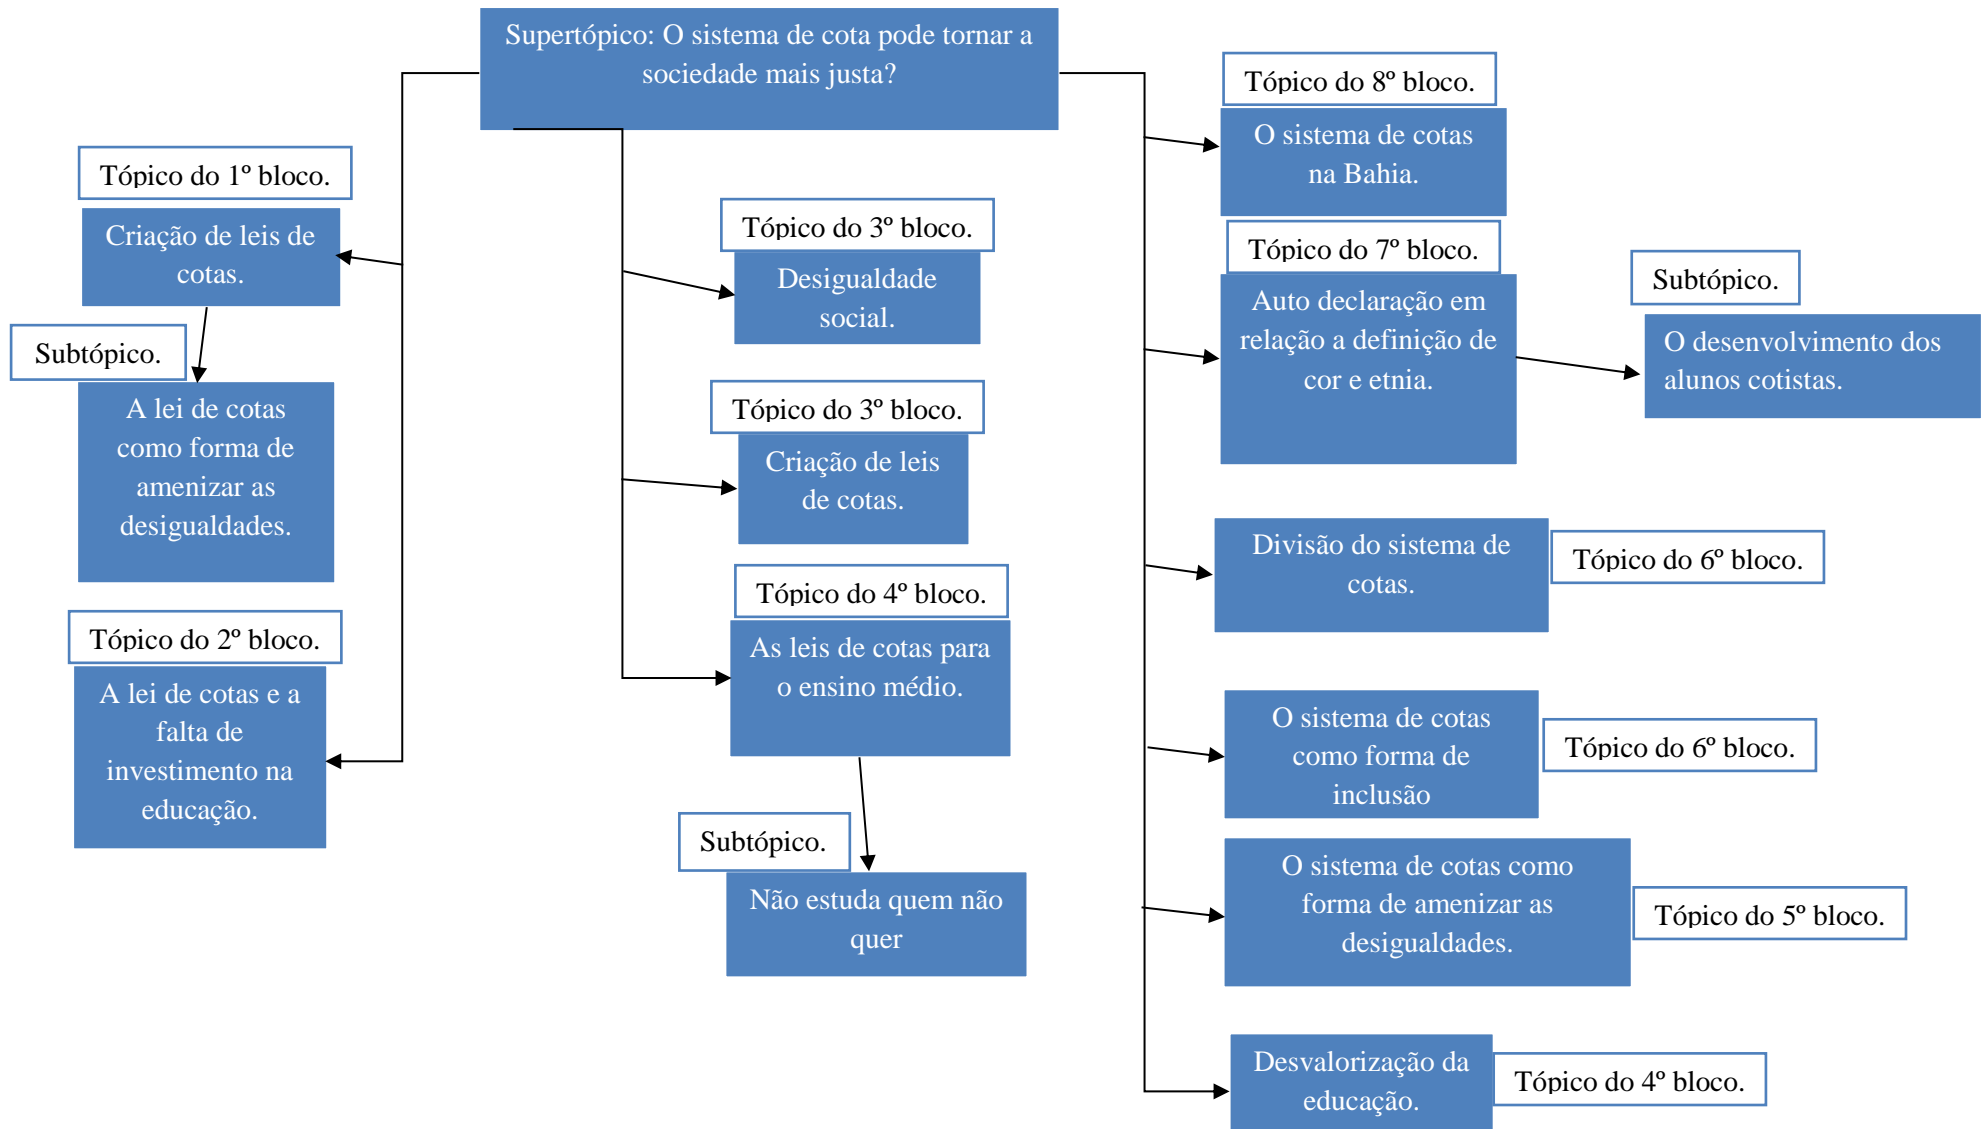 Supertópico: O sistema de cota pode tornar a
sociedade mais justa?
Tópico do 1º bloco.
Criação de leis de
cotas.
Subtópico.
A lei de cotas
como forma de
amenizar as
desigualdades.
Tópico do 2º bloco.
A lei de cotas e a
falta de
investimento na
educação.
Tópico do 3º bloco.
Desigualdade
social.
Tópico do 3º bloco.
Criação de leis
de cotas.
Tópico do 4º bloco.
As leis de cotas para
o ensino médio.
Subtópico.
Não estuda quem não
quer
Tópico do 8º bloco.
O sistema de cotas
na Bahia.
Tópico do 7º bloco.
Auto declaração em
relação a definição de
cor e etnia.
Subtópico.
O desenvolvimento dos
alunos cotistas.
Divisão do sistema de
cotas.
Tópico do 6º bloco.
O sistema de cotas
como forma de
inclusão
Tópico do 6º bloco.
O sistema de cotas como
forma de amenizar as
desigualdades.
Tópico do 5º bloco.
Desvalorização da
educação.
Tópico do 4º bloco.